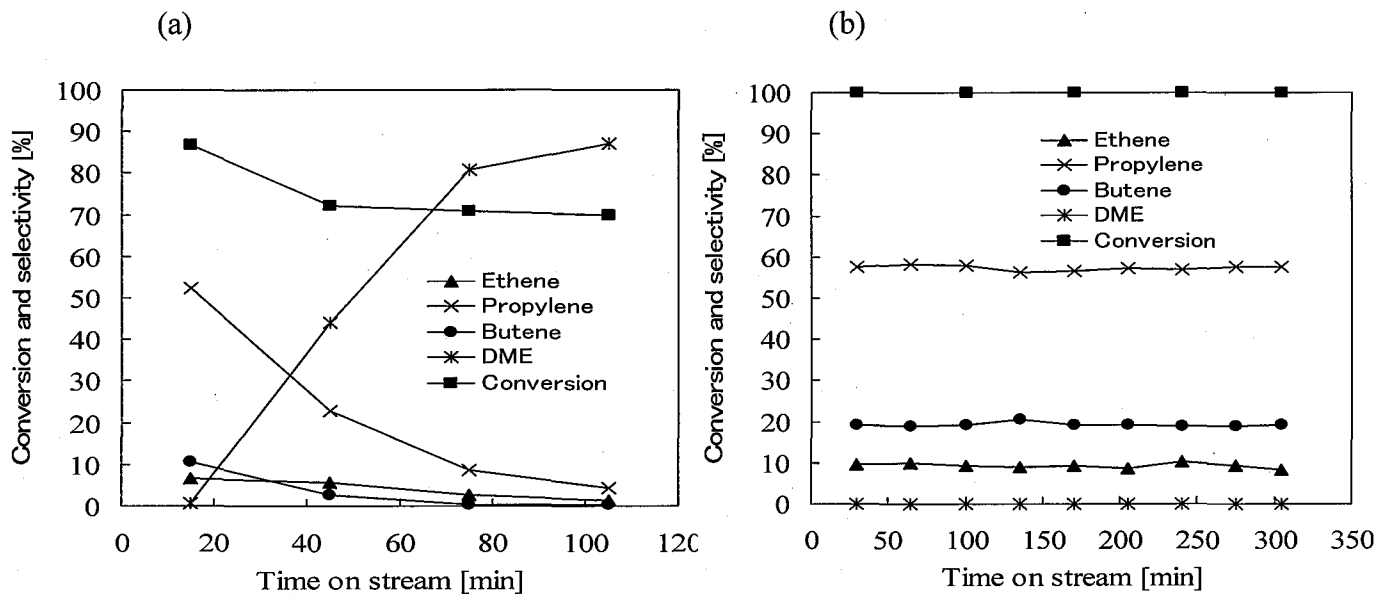 (a)
(b)
100
90
80
70
60
50
40
30
20
10
0
Conversion and selectivity [%]
Ethene
Propylene
Butene
DME
Conversion
0 20 40 60 80 100 120
Time on stream [min]
100
90
80
70
60
50
40
30
20
10
0
Conversion and selectivity [%]
Ethene
Propylene
Butene
DME
Conversion
0 50 100 150 200 250 300 350
Time on stream [min]